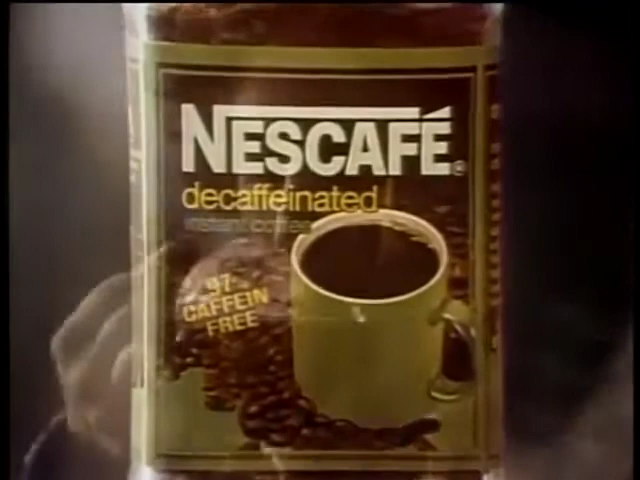 NESCAFÉ®
decaffeinated
instant coffee
97%
CAFFEIN
FREE